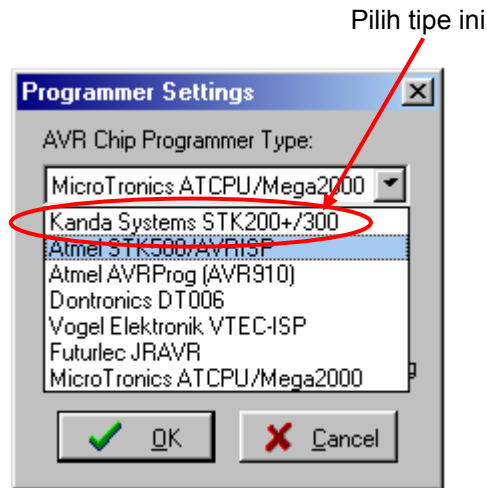 Pilih tipe ini
Programmer Settings
AVR Chip Programmer Type:
MicroTronics ATCPU/Mega2000
Kanda Systems STK200+/300
Atmel STK500/AVRISP
Atmel AVRProg (AVR910)
Dontronics DT006
Vogel Elektronik VTEC-ISP
Futurlec JRAVR
MicroTronics ATCPU/Mega2000
OK
Cancel